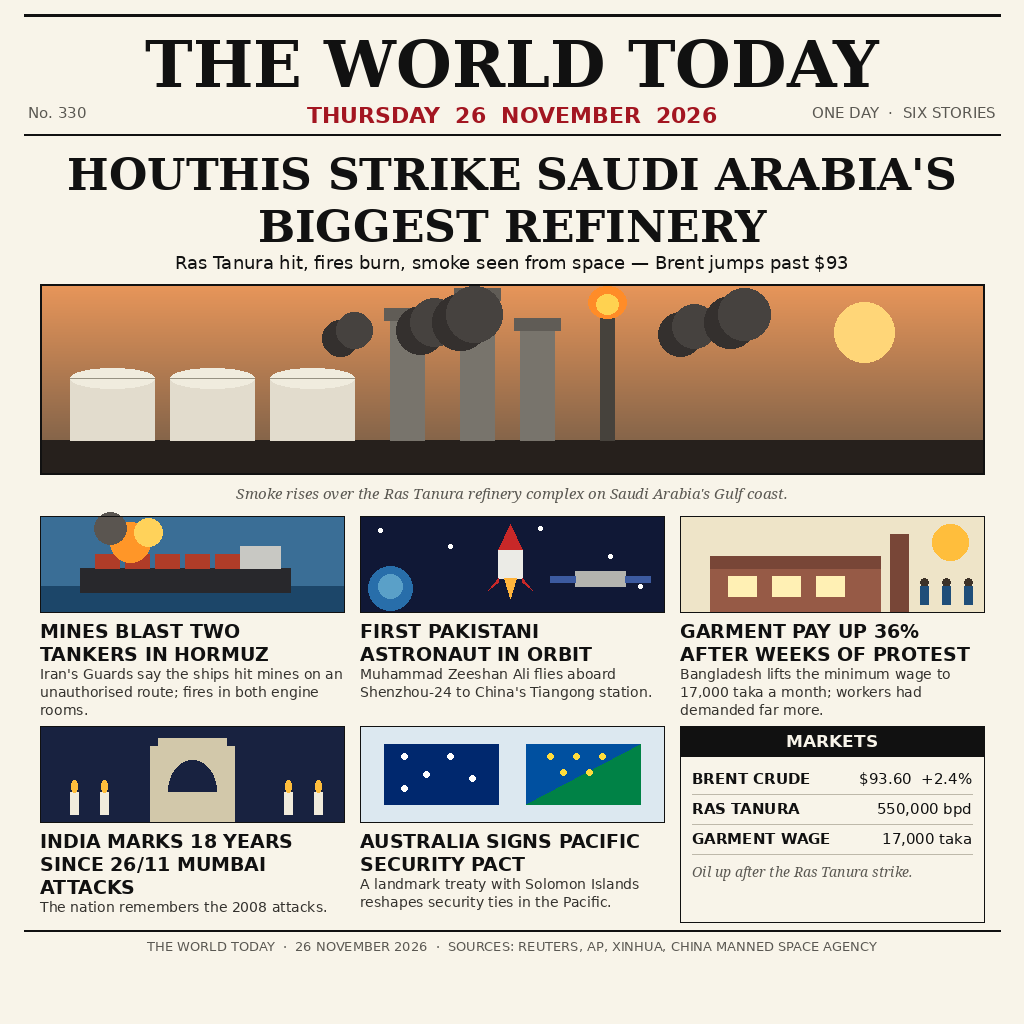 THE WORLD TODAY
No. 330
THURSDAY 26 NOVEMBER 2026
ONE DAY · SIX STORIES
HOUTHIS STRIKE SAUDI ARABIA'S
BIGGEST REFINERY
Ras Tanura hit, fires burn, smoke seen from space — Brent jumps past $93
Smoke rises over the Ras Tanura refinery complex on Saudi Arabia's Gulf coast.
MINES BLAST TWO
TANKERS IN HORMUZ
Iran's Guards say the ships hit mines on an
unauthorised route; fires in both engine
rooms.
FIRST PAKISTANI
ASTRONAUT IN ORBIT
Muhammad Zeeshan Ali flies aboard
Shenzhou-24 to China's Tiangong station.
GARMENT PAY UP 36%
AFTER WEEKS OF PROTEST
Bangladesh lifts the minimum wage to
17,000 taka a month; workers had
demanded far more.
INDIA MARKS 18 YEARS
SINCE 26/11 MUMBAI
ATTACKS
The nation remembers the 2008 attacks.
AUSTRALIA SIGNS PACIFIC
SECURITY PACT
A landmark treaty with Solomon Islands
reshapes security ties in the Pacific.
MARKETS
BRENT CRUDE $93.60 +2.4%
RAS TANURA 550,000 bpd
GARMENT WAGE 17,000 taka
Oil up after the Ras Tanura strike.
THE WORLD TODAY · 26 NOVEMBER 2026 · SOURCES: REUTERS, AP, XINHUA, CHINA MANNED SPACE AGENCY